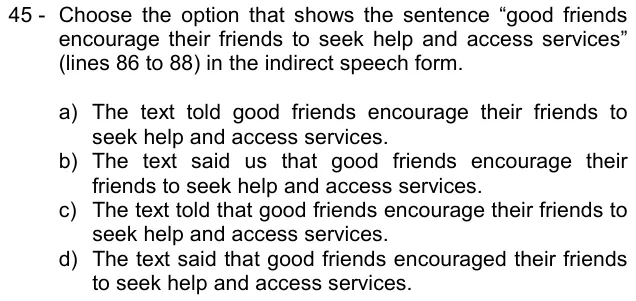 45 - Choose the option that shows the sentence “good friends
encourage their friends to seek help and access services”
(lines 86 to 88) in the indirect speech form.
a) The text told good friends encourage their friends to
seek help and access services.
b) The text said us that good friends encourage their
friends to seek help and access services.
c) The text told that good friends encourage their friends to
seek help and access services.
d) The text said that good friends encouraged their friends
to seek help and access services.